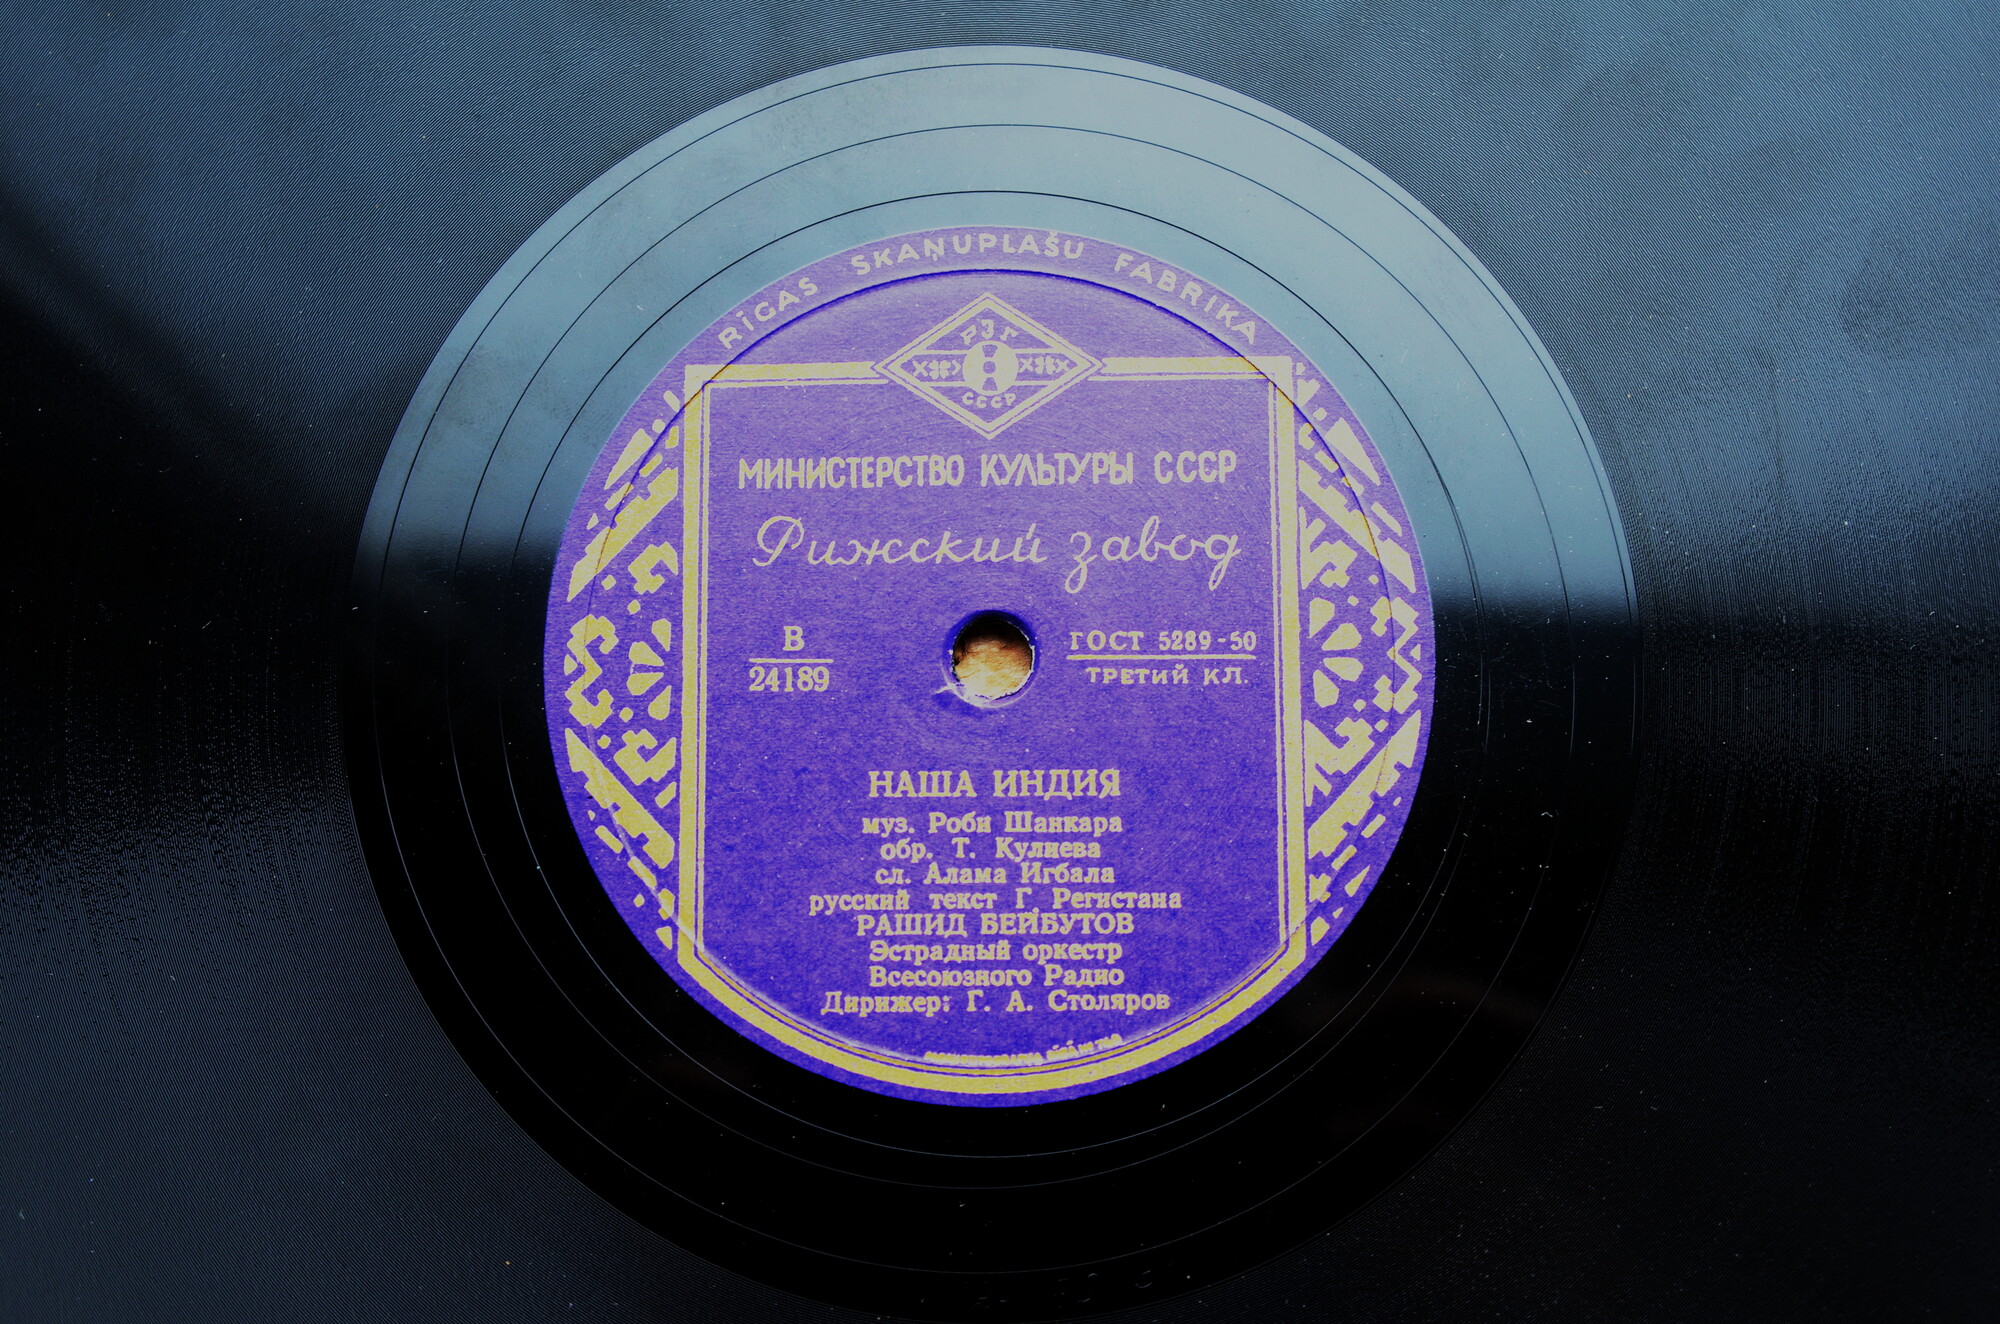 RĪGAS SKAŅUPLAŠU FABRIKA
РЗГ
СССР
МИНИСТЕРСТВО КУЛЬТУРЫ СССР
Рижский завод
В
24189
ГОСТ 5289-50
ТРЕТИЙ КЛ.
НАША ИНДИЯ
муз. Роби Шанкара
обр. Т. Кулиева
сл. Алама Игбала
русский текст Г. Регистана
РАШИД БЕЙБУТОВ
Эстрадный оркестр
Всесоюзного Радио
Дирижер: Г. А. Столяров